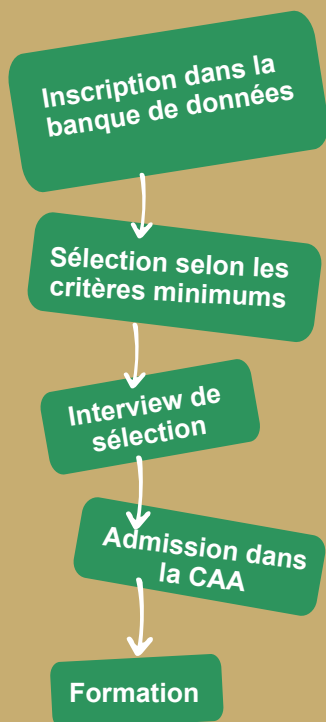 Inscription dans la
banque de données
Sélection selon les
critères minimums
Interview de
sélection
Admission dans
la CAA
Formation